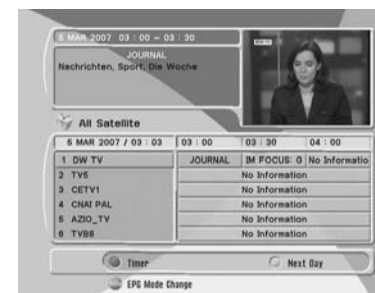 5 MAR 2007 03 : 00 ~ 03 : 30
JOURNAL
Nachrichten, Sport, Die Woche
All Satellite
5 MAR 2007 / 03 : 03 03 : 00 03 : 30 04 : 00
1 DW TV JOURNAL IM FOCUS: G No Informatio
2 TV5 No Information
3 CETV1 No Information
4 CNAI PAL No Information
5 AZIO_TV No Information
6 TVB8 No Information
Timer Next Day
EPG Mode Change